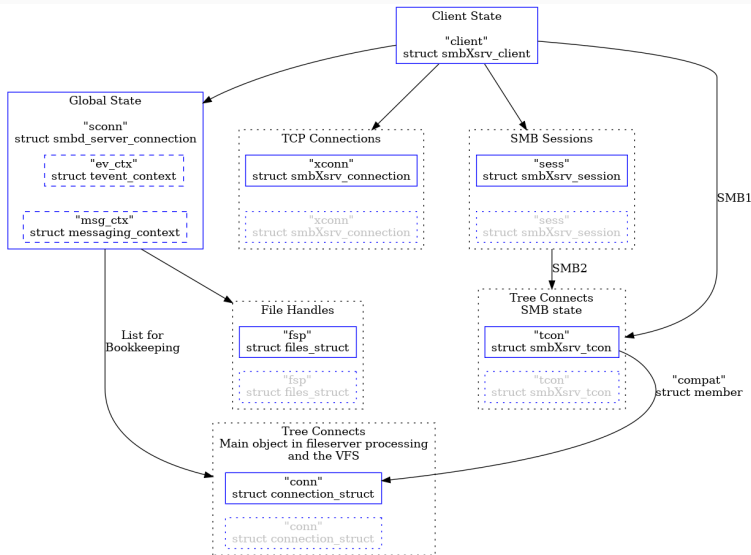 Client State
"client"
struct smbXsrv_client
Global State
"sconn"
struct smbd_server_connection
"ev_ctx"
struct tevent_context
"msg_ctx"
struct messaging_context
TCP Connections
"xconn"
struct smbXsrv_connection
"xconn"
struct smbXsrv_connection
SMB Sessions
"sess"
struct smbXsrv_session
"sess"
struct smbXsrv_session
SMB1
SMB2
File Handles
"fsp"
struct files_struct
"fsp"
struct files_struct
Tree Connects
SMB state
"tcon"
struct smbXsrv_tcon
"tcon"
struct smbXsrv_tcon
List for
Bookkeeping
"compat"
struct member
Tree Connects
Main object in fileserver processing
and the VFS
"conn"
struct connection_struct
"conn"
struct connection_struct